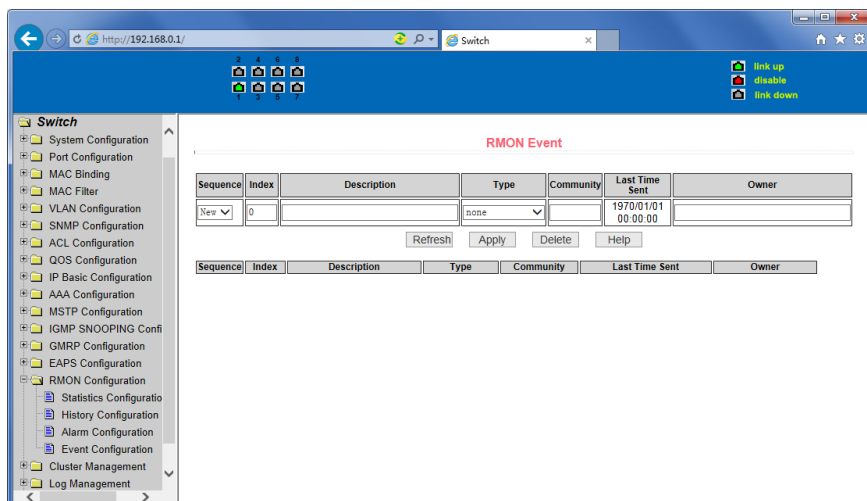 http://192.168.0.1/
Switch
2 4 6 8
1 3 5 7
link up
disable
link down
Switch
System Configuration
Port Configuration
MAC Binding
MAC Filter
VLAN Configuration
SNMP Configuration
ACL Configuration
QOS Configuration
IP Basic Configuration
AAA Configuration
MSTP Configuration
IGMP SNOOPING Confi
GMRP Configuration
EAPS Configuration
RMON Configuration
Statistics Configuratio
History Configuration
Alarm Configuration
Event Configuration
Cluster Management
Log Management
RMON Event
Sequence Index Description Type Community Last Time Sent Owner
New 0 none 1970/01/01 00:00:00
Refresh Apply Delete Help
Sequence Index Description Type Community Last Time Sent Owner